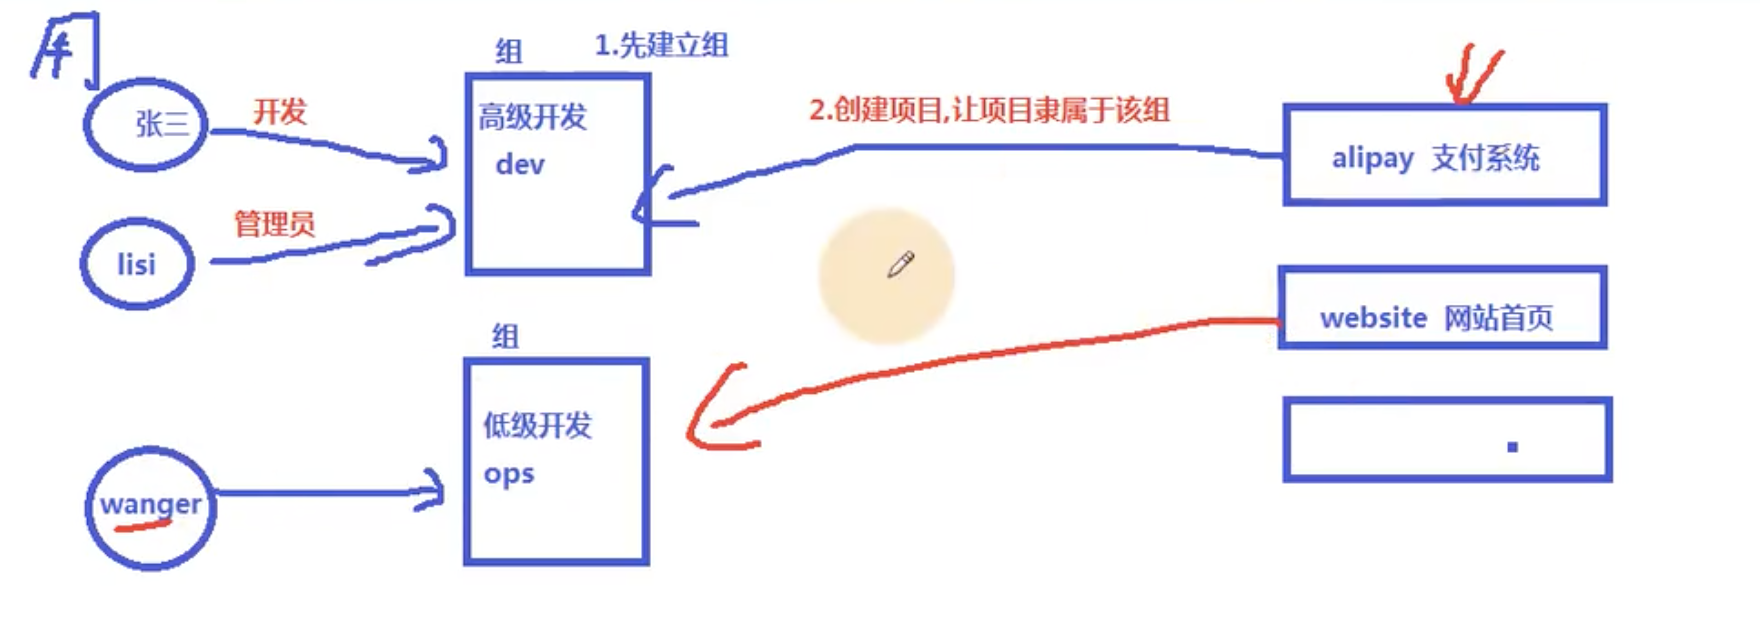 组
1.先建立组
张三
开发
高级开发
dev
2.创建项目,让项目隶属于该组
alipay 支付系统
管理员
lisi
website 网站首页
组
低级开发
ops
wanger